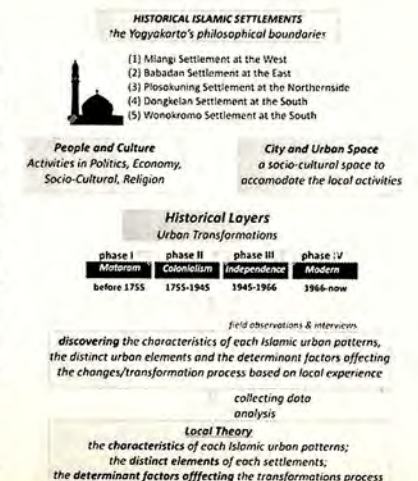 HISTORICAL ISLAMIC SETTLEMENTS
the Yogyakarta's philosophical boundaries
(1) Mlangi Settlement at the West
(2) Babadan Settlement at the East
(3) Plosokuning Settlement at the Northernside
(4) Dongkelan Settlement at the South
(5) Wonokromo Settlement at the South
People and Culture
Activities in Politics, Economy,
Socio-Cultural, Religion
City and Urban Space
a socio-cultural space to
accomodate the local activities
Historical Layers
Urban Transformations
phase I phase II phase III phase IV
Mataram Colonialism Independence Modern
before 1755 1755-1945 1945-1966 1966-now
field observations & interviews
discovering the characteristics of each Islamic urban patterns,
the distinct urban elements and the determinant factors affecting
the changes/transformation process based on local experience
collecting data
analysis
Local Theory
the characteristics of each Islamic urban patterns;
the distinct elements of each settlements;
the determinant factors offfecting the transformations process